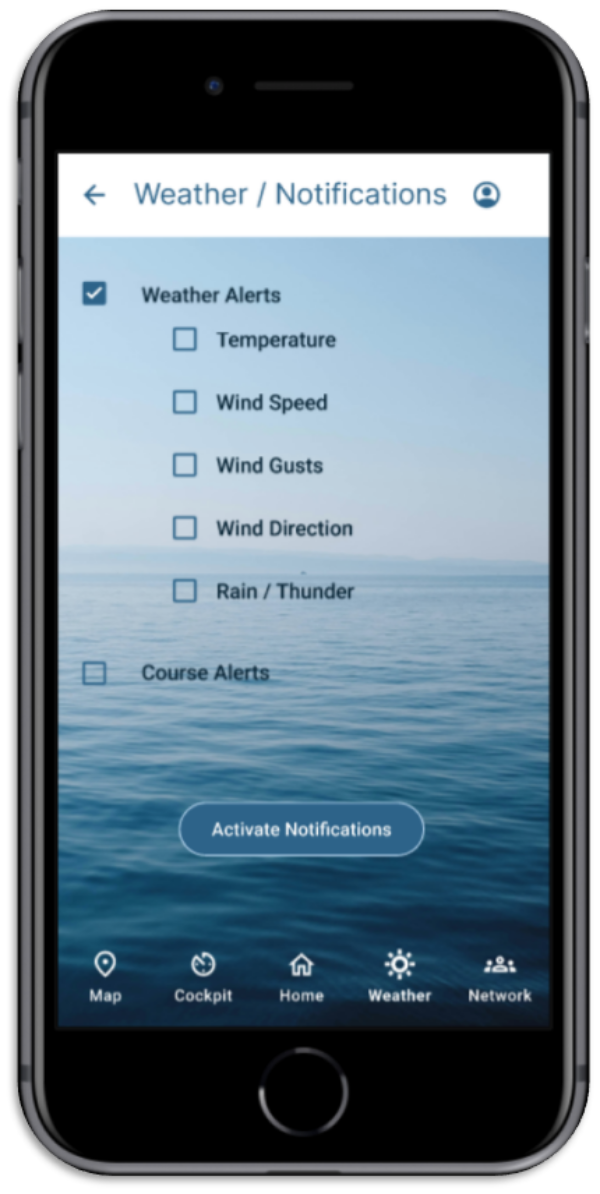 Weather / Notifications
Weather Alerts
Temperature
Wind Speed
Wind Gusts
Wind Direction
Rain / Thunder
Course Alerts
Activate Notifications
Map Cockpit Home Weather Network